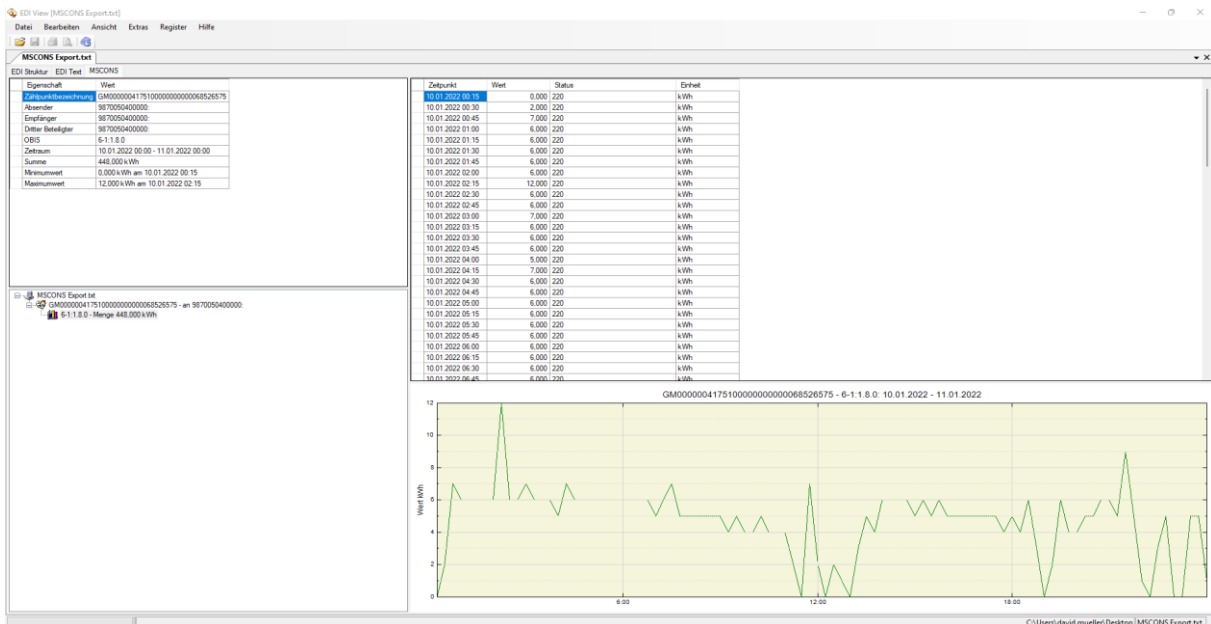 EDI View [MSCONS Export.txt]
Datei Bearbeiten Ansicht Extras Register Hilfe
MSCONS Export.txt
EDI Struktur EDI Text MSCONS
Eigenschaft Wert
Zählpunktbezeichnung GM0000004175100000000000068526575
Absender 9870050400000:
Empfänger 9870050400000:
Dritter Beteiligter 9870050400000:
OBIS 6-1:1.8.0
Zeitraum 10.01.2022 00:00 - 11.01.2022 00:00
Summe 448,000 kWh
Minimumwert 0,000 kWh am 10.01.2022 00:15
Maximumwert 12,000 kWh am 10.01.2022 02:15
MSCONS Export.txt
GM0000004175100000000000068526575 - an 9870050400000:
6-1:1.8.0 - Menge 448,000 kWh
Zeitpunkt Wert Status Einheit
10.01.2022 00:15 0,000 220 kWh
10.01.2022 00:30 2,000 220 kWh
10.01.2022 00:45 7,000 220 kWh
10.01.2022 01:00 6,000 220 kWh
10.01.2022 01:15 6,000 220 kWh
10.01.2022 01:30 6,000 220 kWh
10.01.2022 01:45 6,000 220 kWh
10.01.2022 02:00 6,000 220 kWh
10.01.2022 02:15 12,000 220 kWh
10.01.2022 02:30 6,000 220 kWh
10.01.2022 02:45 6,000 220 kWh
10.01.2022 03:00 7,000 220 kWh
10.01.2022 03:15 6,000 220 kWh
10.01.2022 03:30 6,000 220 kWh
10.01.2022 03:45 6,000 220 kWh
10.01.2022 04:00 5,000 220 kWh
10.01.2022 04:15 7,000 220 kWh
10.01.2022 04:30 6,000 220 kWh
10.01.2022 04:45 6,000 220 kWh
10.01.2022 05:00 6,000 220 kWh
10.01.2022 05:15 6,000 220 kWh
10.01.2022 05:30 6,000 220 kWh
10.01.2022 05:45 6,000 220 kWh
10.01.2022 06:00 6,000 220 kWh
10.01.2022 06:15 6,000 220 kWh
10.01.2022 06:30 6,000 220 kWh
10.01.2022 06:45 6,000 220 kWh
GM0000004175100000000000068526575 - 6-1:1.8.0: 10.01.2022 - 11.01.2022
Wert kWh
12
10
8
6
4
2
0
6:00 12:00 18:00
C:\Users\david.mueller\Desktop MSCONS Export.txt